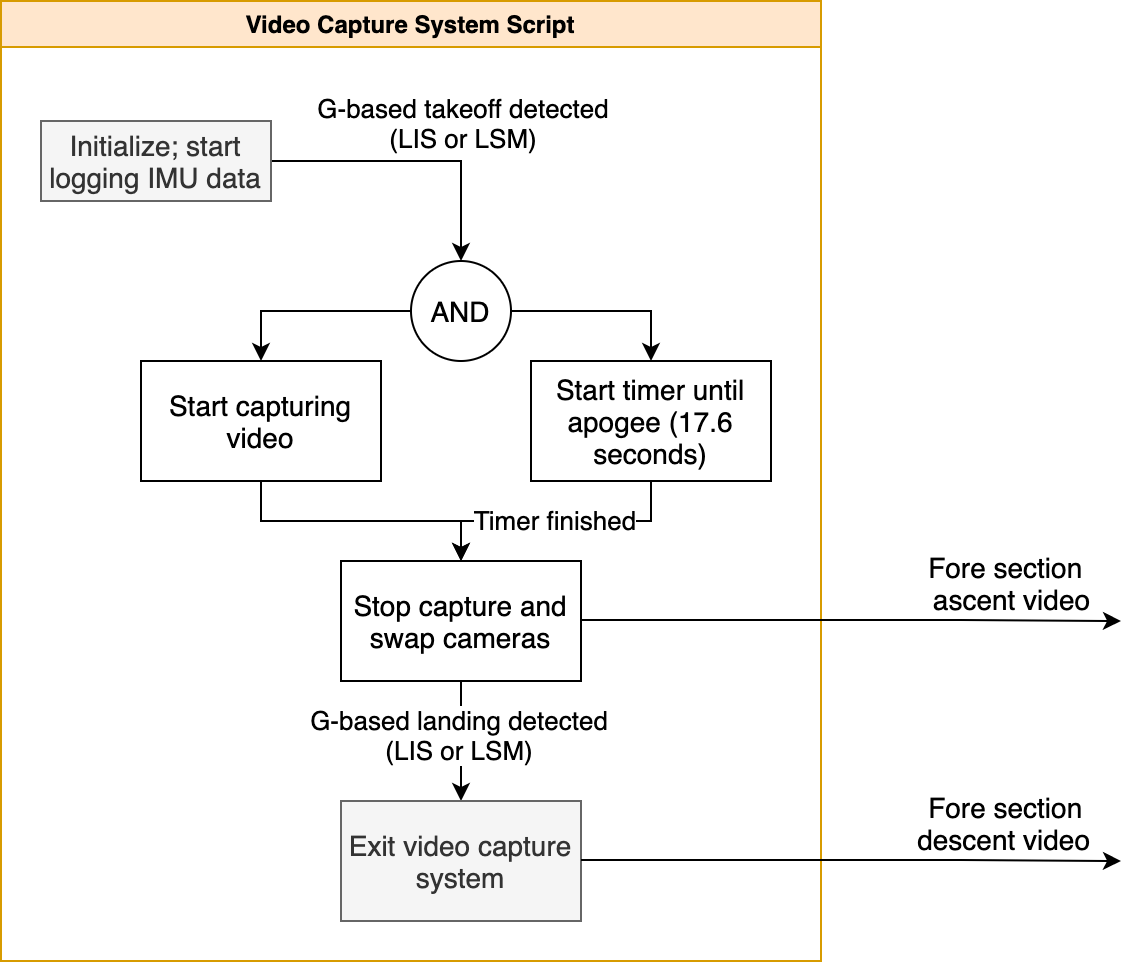 Video Capture System Script
G-based takeoff detected
(LIS or LSM)
Initialize; start
logging IMU data
AND
Start capturing
video
Start timer until
apogee (17.6
seconds)
Timer finished
Stop capture and
swap cameras
Fore section
ascent video
G-based landing detected
(LIS or LSM)
Exit video capture
system
Fore section
descent video